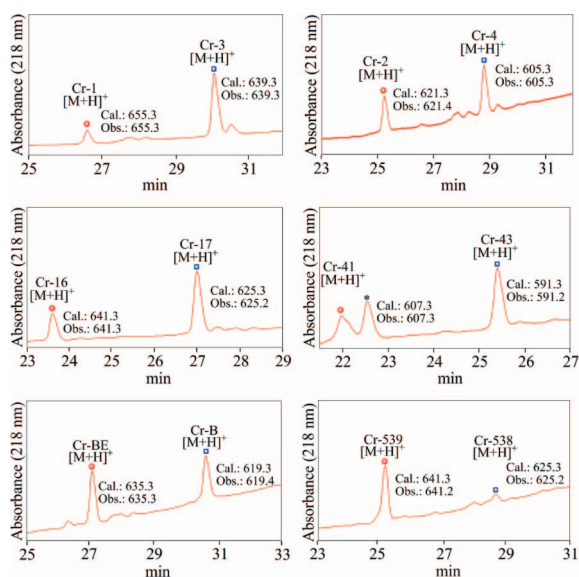 Absorbance (218 nm)
Cr-1
[M+H]+
Cal.: 655.3
Obs.: 655.3
Cr-3
[M+H]+
Cal.: 639.3
Obs.: 639.3
25 27 29 31
min
Absorbance (218 nm)
Cr-2
[M+H]+
Cal.: 621.3
Obs.: 621.4
Cr-4
[M+H]+
Cal.: 605.3
Obs.: 605.3
23 25 27 29 31
min
Absorbance (218 nm)
Cr-16
[M+H]+
Cal.: 641.3
Obs.: 641.3
Cr-17
[M+H]+
Cal.: 625.3
Obs.: 625.2
23 24 25 26 27 28 29
min
Absorbance (218 nm)
Cr-41
[M+H]+
*
Cal.: 607.3
Obs.: 607.3
Cr-43
[M+H]+
Cal.: 591.3
Obs.: 591.2
22 23 24 25 26 27
min
Absorbance (218 nm)
Cr-BE
[M+H]+
Cal.: 635.3
Obs.: 635.3
Cr-B
[M+H]+
Cal.: 619.3
Obs.: 619.4
25 27 29 31 33
min
Absorbance (218 nm)
Cr-539
[M+H]+
Cal.: 641.3
Obs.: 641.2
Cr-538
[M+H]+
Cal.: 625.3
Obs.: 625.2
23 25 27 29 31
min